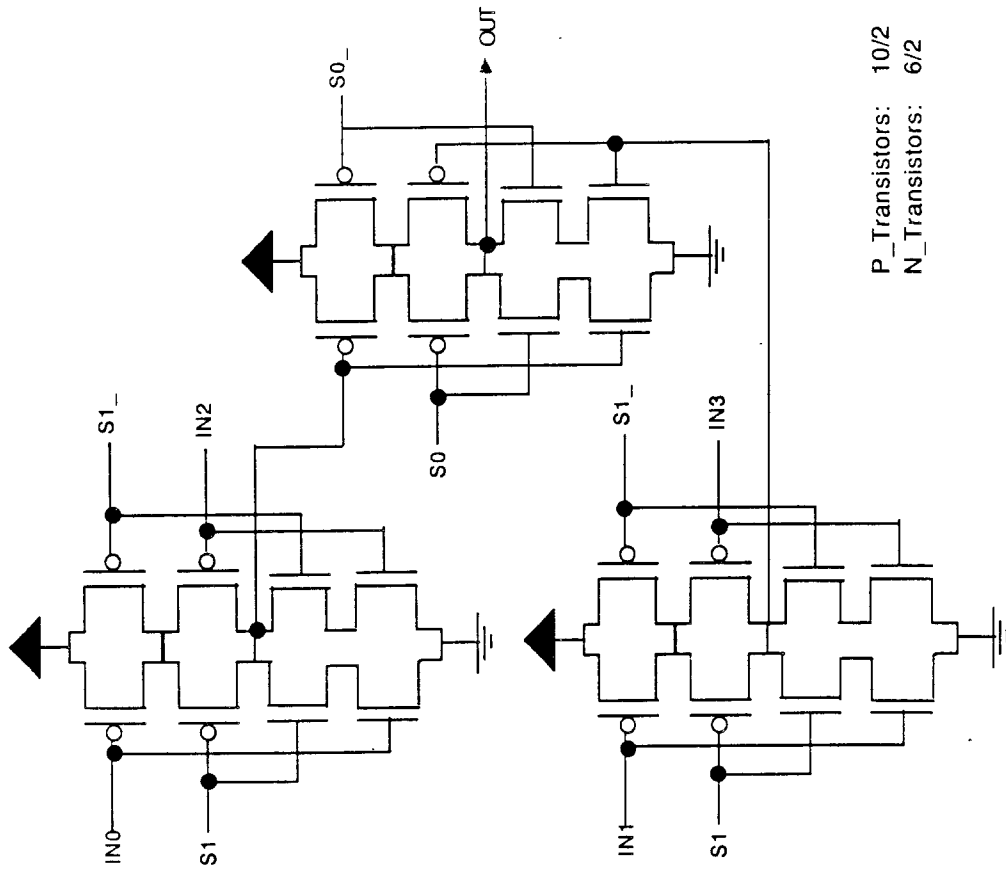 S0_
OUT
S1_
IN2
S0
IN0
S1
S1_
IN3
IN1
S1
P_Transistors: 10/2
N_Transistors: 6/2